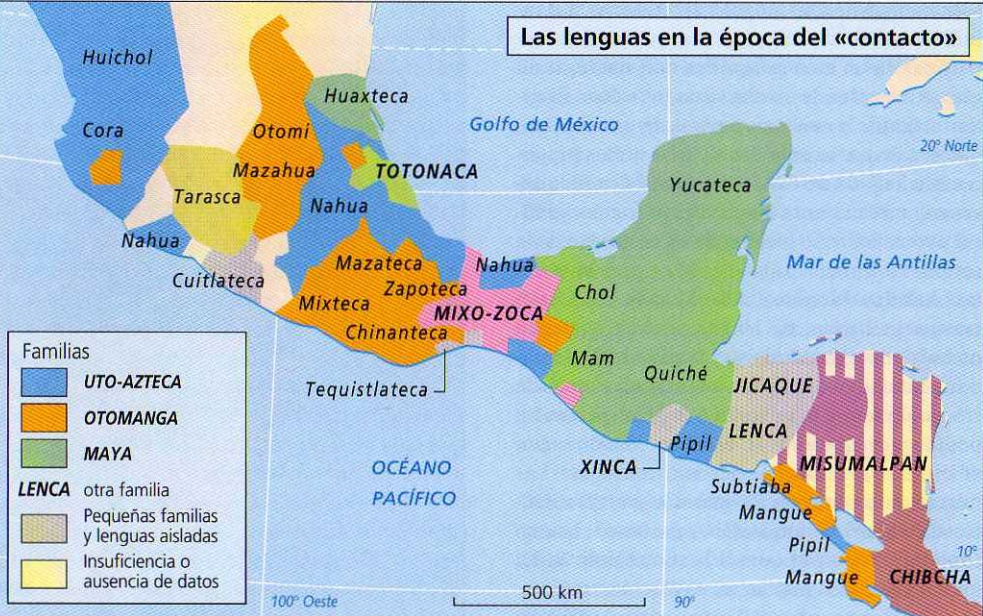 Las lenguas en la época del «contacto»
Huichol
Huaxteca
Golfo de México
Cora
Otomí
20° Norte
Mazahua
TOTONACA
Tarasca
Yucateca
Nahua
Nahua
Mazateca
Nahua
Mar de las Antillas
Cuitlateca
Zapoteca
Chol
Mixteca
MIXO-ZOCA
Chinanteca
Mam
Quiché
JICAQUE
Tequistlateca
LENCA
Pipil
XINCA
MISUMALPAN
OCÉANO
PACÍFICO
Subtiaba
Mangue
Pipil
10°
Mangue
CHIBCHA
Familias
UTO-AZTECA
OTOMANGA
MAYA
LENCA otra familia
Pequeñas familias
y lenguas aisladas
Insuficiencia o
ausencia de datos
100° Oeste
500 km
90°